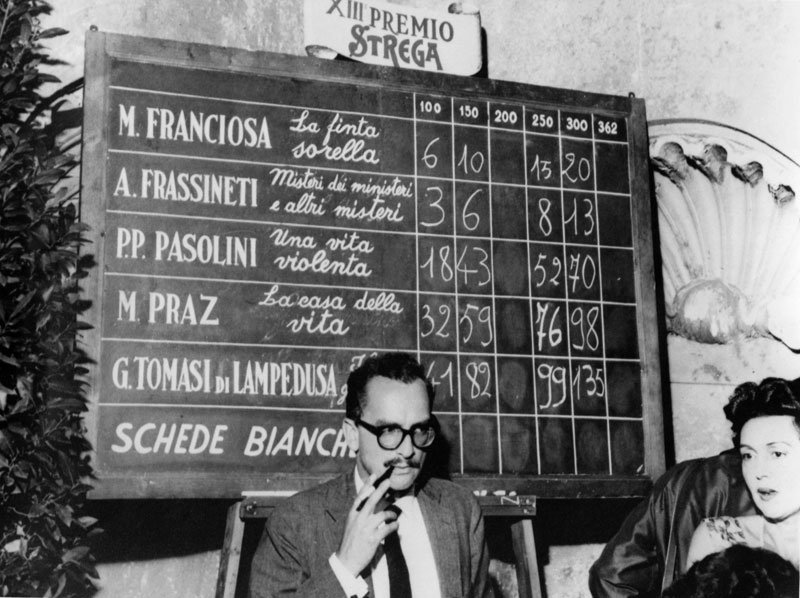 XIII PREMIO
STREGA
100 150 200 250 300 362
M. FRANCIOSA La finta sorella 6 10 15 20
A. FRASSINETI Misteri dei ministeri e altri misteri 3 6 8 13
P.P. PASOLINI Una vita violenta 18 43 52 70
M. PRAZ La casa della vita 32 59 76 98
G. TOMASI DI LAMPEDUSA 41 82 99 135
SCHEDE BIANCH